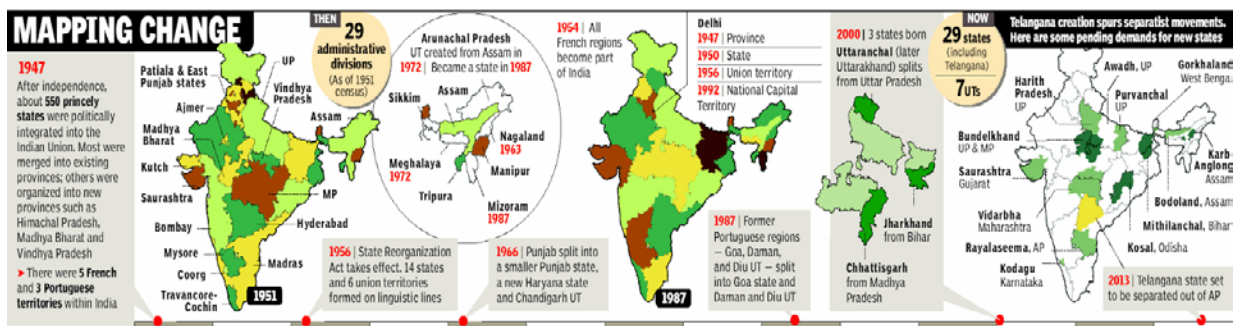 MAPPING CHANGE
1947
After independence,
about 550 princely
states were politically
integrated into the
Indian Union. Most were
merged into existing
provinces; others were
organized into new
provinces such as
Himachal Pradesh,
Madhya Bharat and
Vindhya Pradesh
➤ There were 5 French
and 3 Portuguese
territories within India
Patiala & East
Punjab states
Ajmer
Madhya
Bharat
Kutch
Saurashtra
Bombay
Mysore
Coorg
Travancore-
Cochin
UP
Vindhya
Pradesh
Assam
MP
Hyderabad
Madras
1951
THEN
29
administrative
divisions
(As of 1951
census)
1956 | State Reorganization
Act takes effect. 14 states
and 6 union territories
formed on linguistic lines
Arunachal Pradesh
UT created from Assam in
1972 | Became a state in 1987
Sikkim
Assam
Nagaland
1963
Meghalaya
1972
Manipur
Tripura
Mizoram
1987
1966 | Punjab split into
a smaller Punjab state,
a new Haryana state
and Chandigarh UT
1954 | All
French regions
become part
of India
1987
Delhi
1947 | Province
1950 | State
1956 | Union territory
1992 | National Capital
Territory
1987 | Former
Portuguese regions
– Goa, Daman,
and Diu UT – split
into Goa state and
Daman and Diu UT
2000 | 3 states born
Uttaranchal (later
Uttarakhand) splits
from Uttar Pradesh
Jharkhand
from Bihar
Chhattisgarh
from Madhya
Pradesh
NOW
29 states
(including
Telangana)
7UTs
Telangana creation spurs separatist movements.
Here are some pending demands for new states
Awadh, UP
Gorkhaland
West Benga
Harith
Pradesh
UP
Purvanchal
UP
Bundelkhand
UP & MP
Saurashtra
Gujarat
Karb
Anglong
Assam
Bodoland, Assam
Vidarbha
Maharashtra
Mithilanchal, Bihar
Rayalaseema, AP
Kosal, Odisha
Kodagu
Karnataka
2013 | Telangana state set
to be separated out of AP